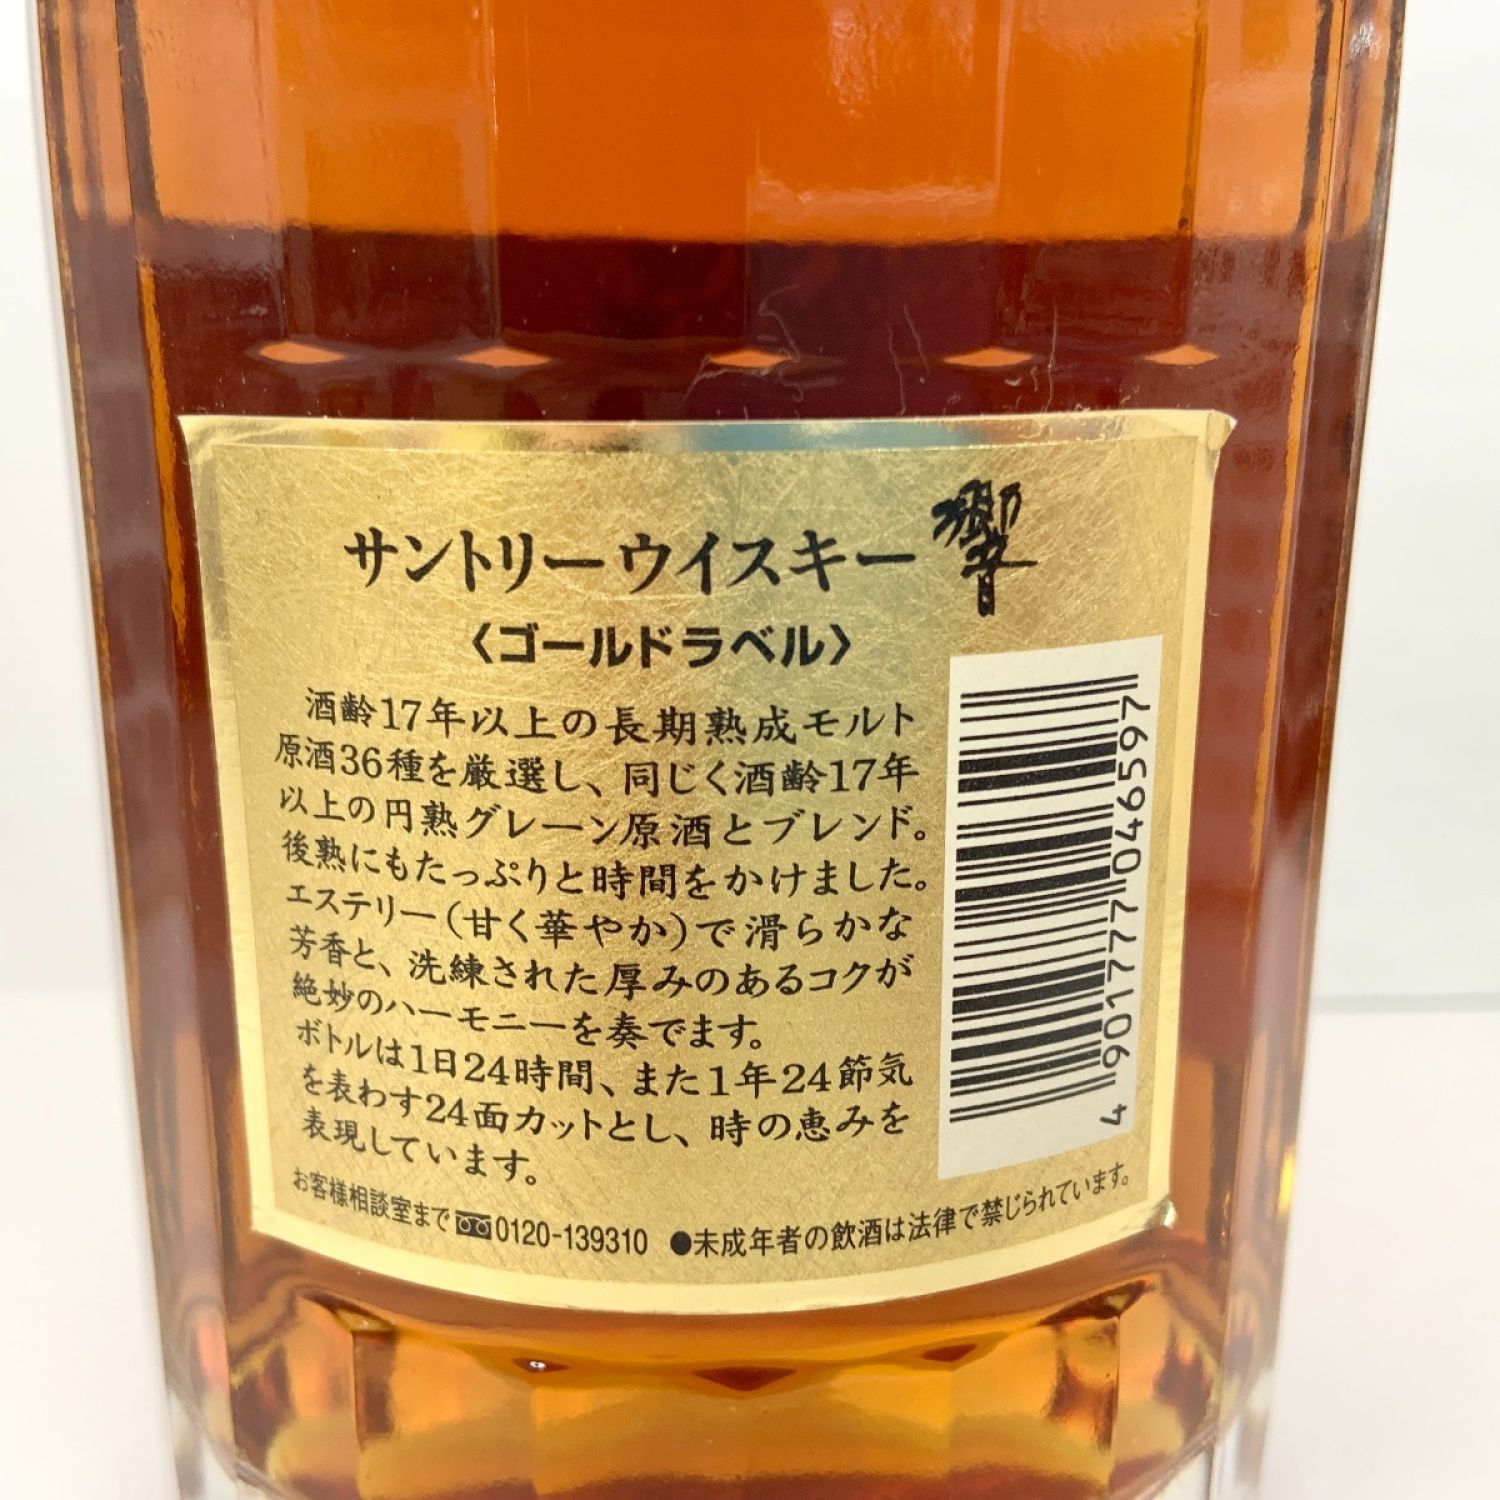 サントリーウイスキー 響
〈ゴールドラベル〉
酒齢17年以上の長期熟成モルト
原酒36種を厳選し、同じく酒齢17年
以上の円熟グレーン原酒とブレンド。
後熟にもたっぷりと時間をかけました。
エステリー(甘く華やか)で滑らかな
芳香と、洗練された厚みのあるコクが
絶妙のハーモニーを奏でます。
ボトルは1日24時間、また1年24節気
を表わす24面カットとし、時の恵みを
表現しています。
お客様相談室まで 0120-139310 ●未成年者の飲酒は法律で禁じられています。
4 901777 046597